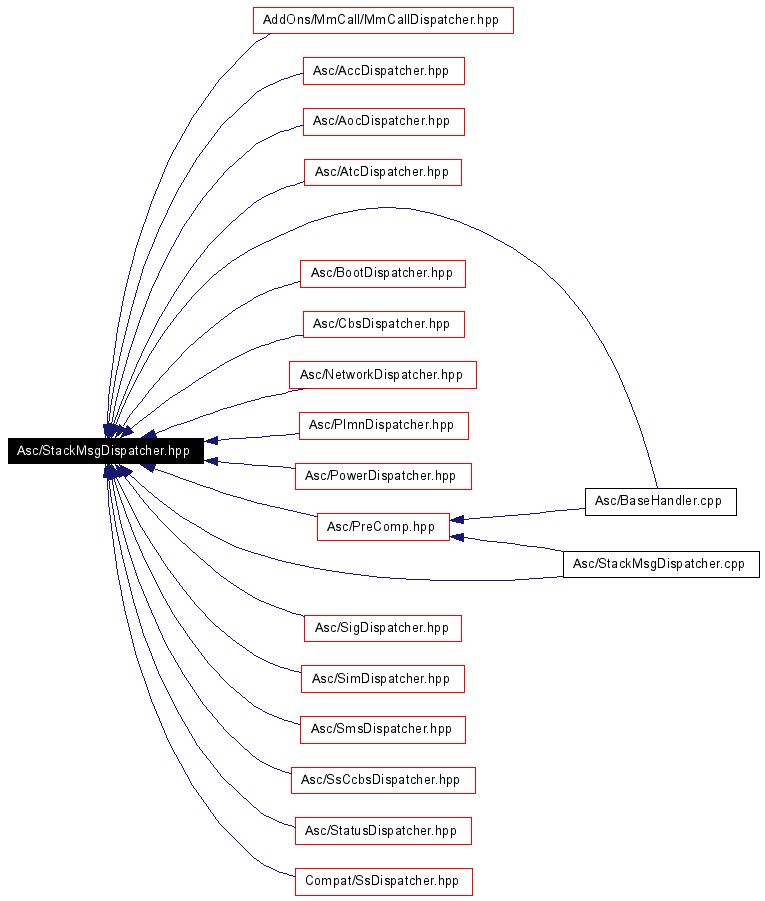 AddOns/MmCall/MmCallDispatcher.hpp
Asc/AccDispatcher.hpp
Asc/AocDispatcher.hpp
Asc/AtcDispatcher.hpp
Asc/BootDispatcher.hpp
Asc/CbsDispatcher.hpp
Asc/NetworkDispatcher.hpp
Asc/PlmnDispatcher.hpp
Asc/StackMsgDispatcher.hpp
Asc/PowerDispatcher.hpp
Asc/BaseHandler.cpp
Asc/PreComp.hpp
Asc/StackMsgDispatcher.cpp
Asc/SigDispatcher.hpp
Asc/SimDispatcher.hpp
Asc/SmsDispatcher.hpp
Asc/SsCcbsDispatcher.hpp
Asc/StatusDispatcher.hpp
Compat/SsDispatcher.hpp